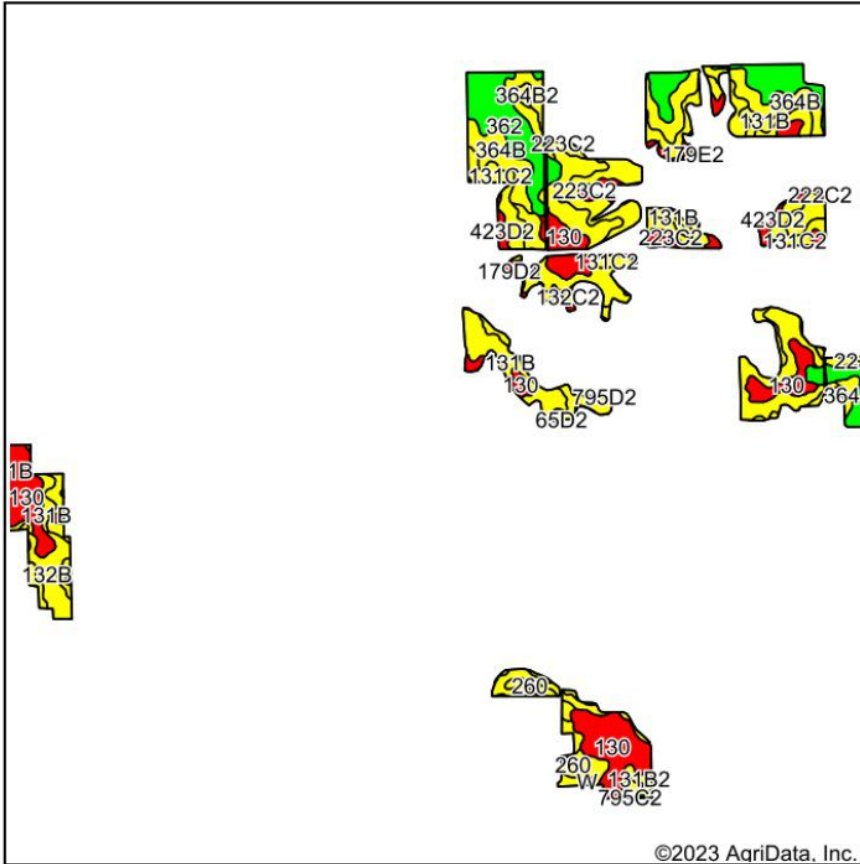 364B2
364B
131B
362
223C2
364B
179E2
131C2
223C2
222C2
131B
423D2
423D2
130
223C2
131C2
131C2
179D2
132C2
131B
130
795D2
65D2
130
364
1B
130
131B
132B
260
130
260
W
131B2
795C2
©2023 AgriData, Inc.